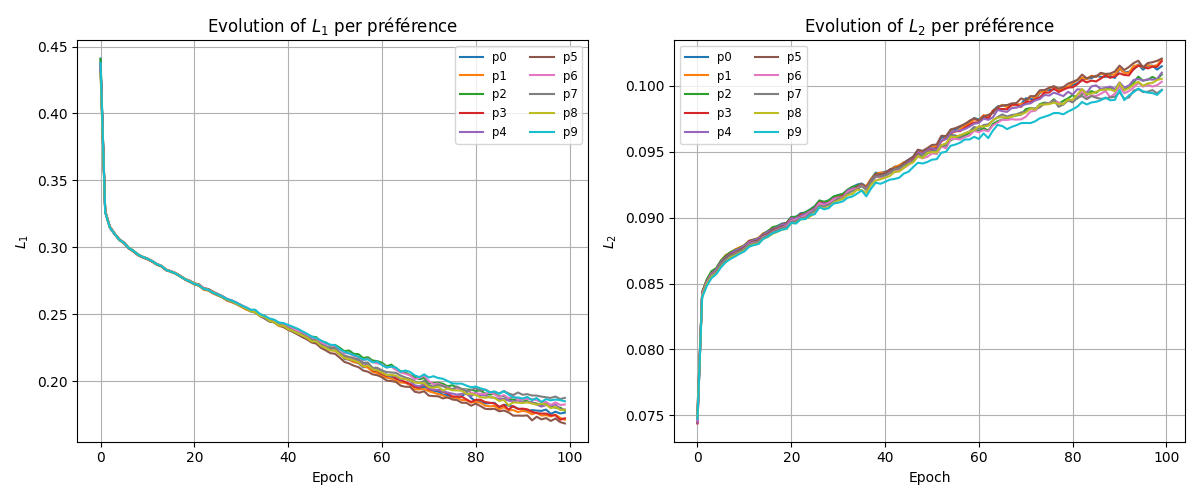 Evolution of L₁ per préférence
0.45
0.40
0.35
0.30
0.25
0.20
L₁
0 20 40 60 80 100
Epoch
p0 p5
p1 p6
p2 p7
p3 p8
p4 p9
Evolution of L₂ per préférence
0.100
0.095
0.090
0.085
0.080
0.075
L₂
0 20 40 60 80 100
Epoch
p0 p5
p1 p6
p2 p7
p3 p8
p4 p9